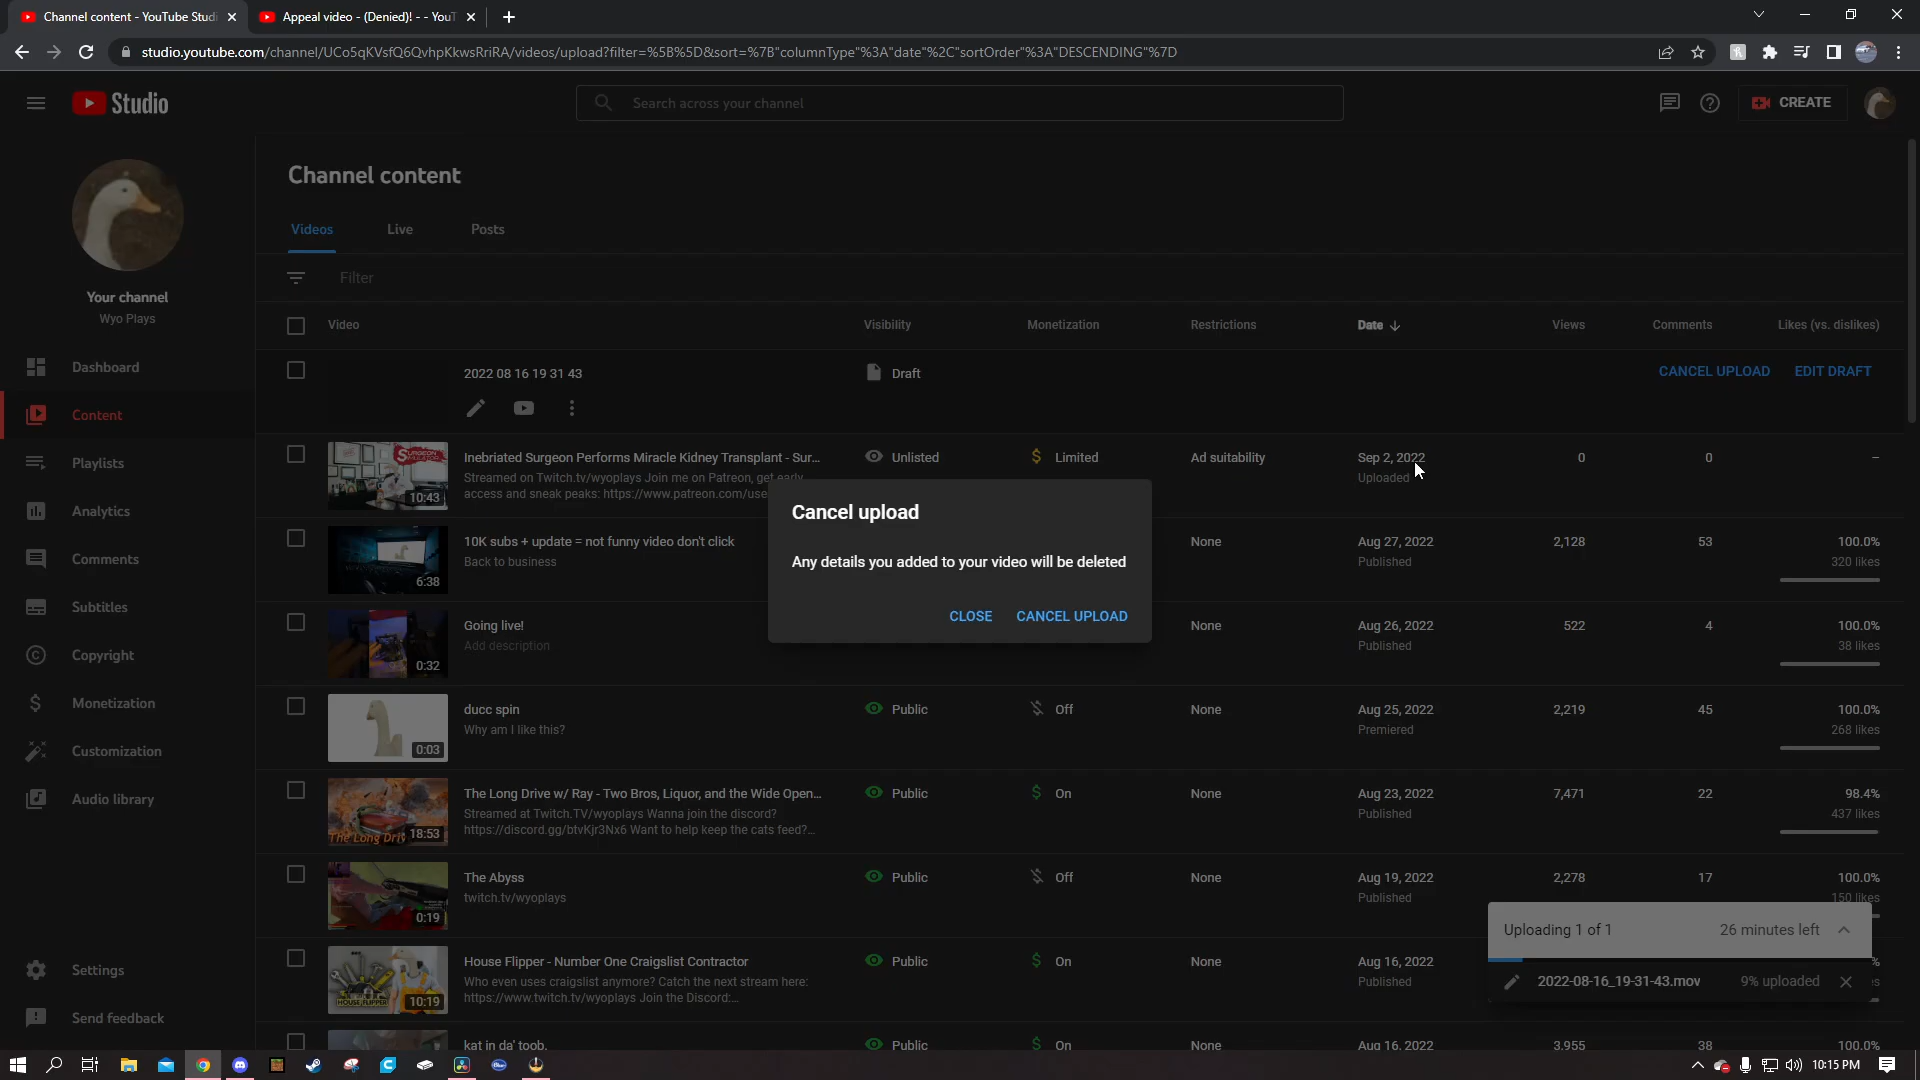 Channel content - YouTube Studi
Appeal video - (Denied)! - - YouT
studio.youtube.com/channel/UCo5qKVsfQ6QvhpKkwsRriRA/videos/upload?filter=%5B%5D&sort=%7B"columnType"%3A"date"%2C"sortOrder"%3A"DESCENDING"%7D
Studio
Search across your channel
CREATE
Your channel
Wyo Plays
Dashboard
Content
Playlists
Analytics
Comments
Subtitles
Copyright
Monetization
Customization
Audio library
Settings
Send feedback
Channel content
Videos Live Posts
Filter
Video Visibility Monetization Restrictions Date Views Comments Likes (vs. dislikes)
2022 08 16 19 31 43 Draft CANCEL UPLOAD EDIT DRAFT
Inebriated Surgeon Performs Miracle Kidney Transplant - Sur... Unlisted Limited Ad suitability Sep 2, 2022 0 0 –
Streamed on Twitch.tv/wyoplays Join me on Patreon, get early Uploaded
access and sneak peaks: https://www.patreon.com/use
10:43
10K subs + update = not funny video don't click None Aug 27, 2022 2,128 53 100.0%
Back to business Published 320 likes
6:38
Going live! None Aug 26, 2022 522 4 100.0%
Add description Published 38 likes
0:32
ducc spin Public Off None Aug 25, 2022 2,219 45 100.0%
Why am I like this? Premiered 268 likes
0:03
The Long Drive w/ Ray - Two Bros, Liquor, and the Wide Open... Public On None Aug 23, 2022 7,471 22 98.4%
Streamed at Twitch.TV/wyoplays Wanna join the discord? Published 437 likes
https://discord.gg/btvKjr3Nx6 Want to help keep the cats feed?...
The Long Driv 18:53
The Abyss Public Off None Aug 19, 2022 2,278 17 100.0%
twitch.tv/wyoplays Published 150 likes
0:19
House Flipper - Number One Craigslist Contractor Public On None Aug 16, 2022
Who even uses craigslist anymore? Catch the next stream here: Published
https://www.twitch.tv/wyoplays Join the Discord:...
HOUSE FLIPPER 10:19
kat in da' toob. Public On None Aug 16, 2022 3,955 38 100.0%
Cancel upload
Any details you added to your video will be deleted
CLOSE CANCEL UPLOAD
Uploading 1 of 1 26 minutes left
2022-08-16_19-31-43.mov 9% uploaded
10:15 PM